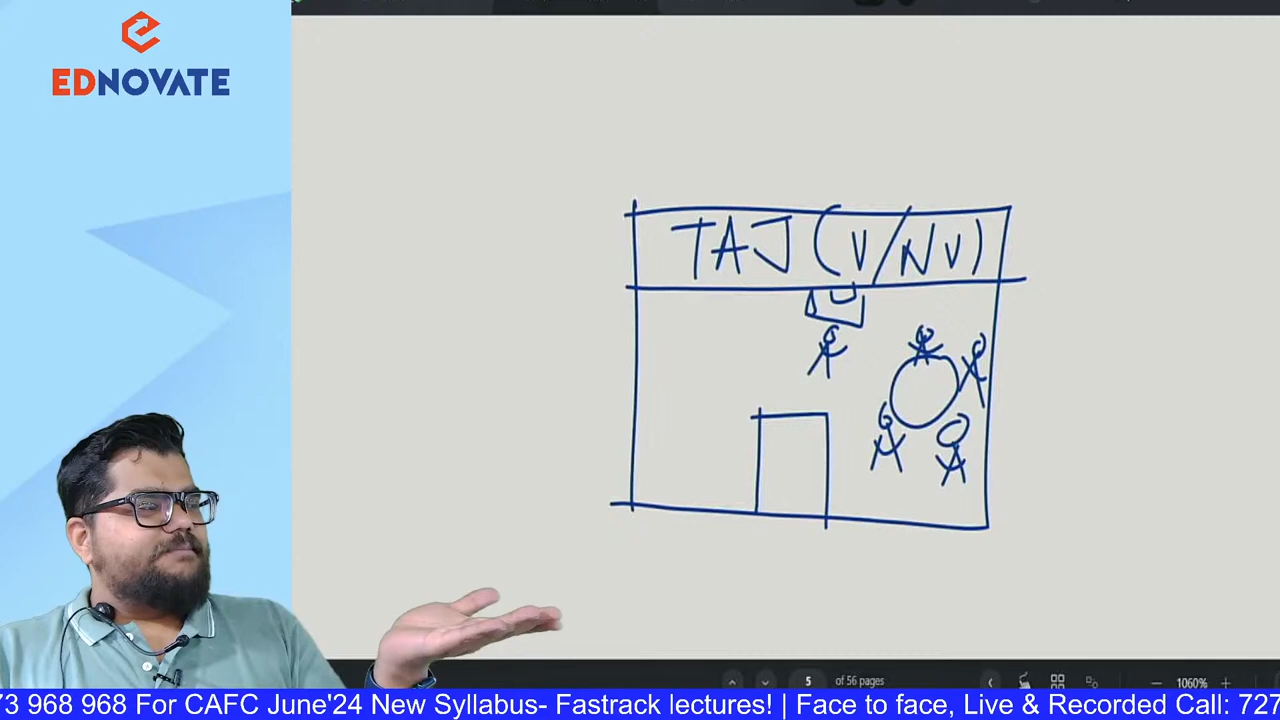 EDNOVATE
TAJ (V/NV)
5 of 56 pages
1060%
73 968 968 For CAFC June'24 New Syllabus- Fastrack lectures! | Face to face, Live & Recorded Call: 727